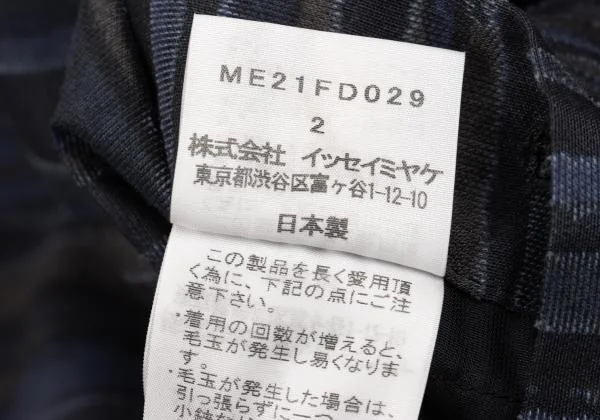 ME21FD029
2
株式会社 イッセイミヤケ
東京都渋谷区富ヶ谷1-12-10
日本製
この製品を長く愛用頂
く為に、下記の点にご注
意下さい。
・着用の回数が増えると、
毛玉が発生し易くなりま
す。
・毛玉が発生した場合は、
引っ張らずに一つ